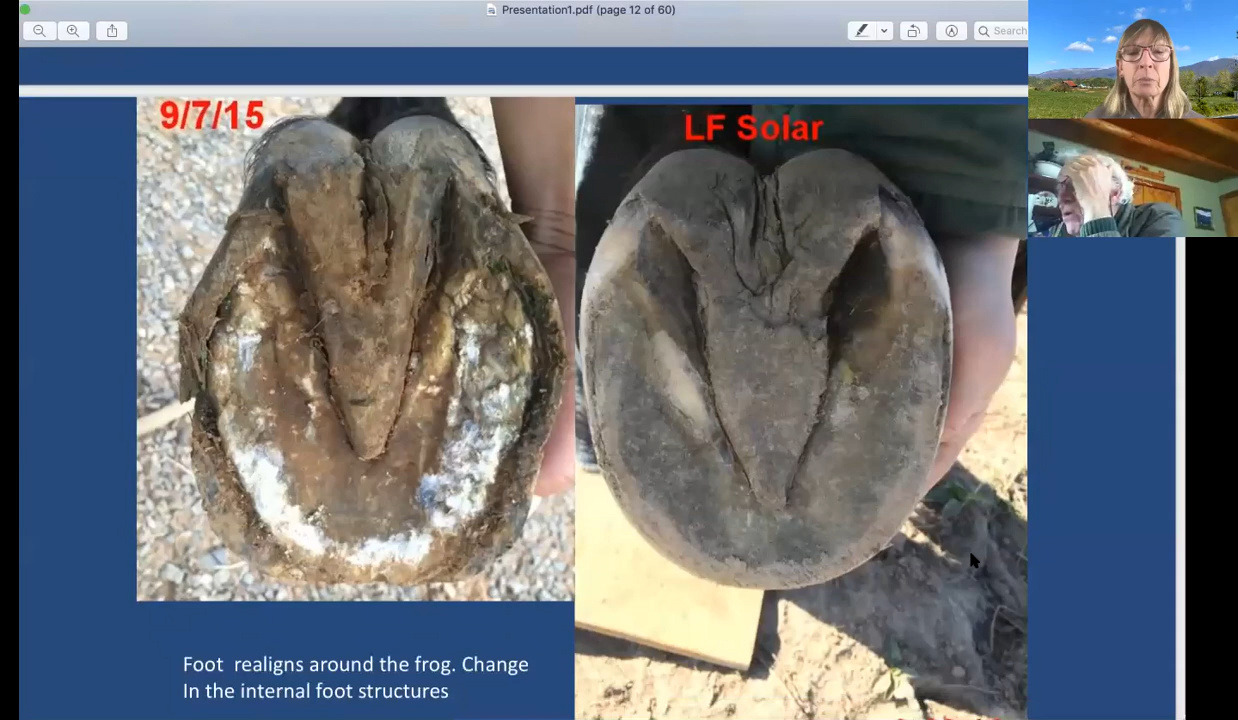 Presentation1.pdf (page 12 of 60)
Search
9/7/15
LF Solar
Foot realigns around the frog. Change
In the internal foot structures